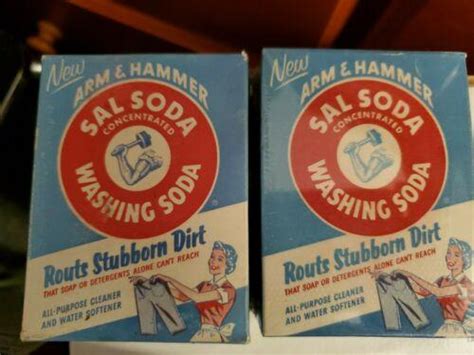 New
ARM & HAMMER
SAL SODA
CONCENTRATED
WASHING SODA
Routs Stubborn Dirt
THAT SOAP OR DETERGENTS ALONE CAN'T REACH
ALL-PURPOSE CLEANER
AND WATER SOFTENER
New
ARM & HAMMER
SAL SODA
CONCENTRATED
WASHING SODA
Routs Stubborn Dirt
THAT SOAP OR DETERGENTS ALONE CAN'T REACH
ALL-PURPOSE CLEANER
AND WATER SOFTENER